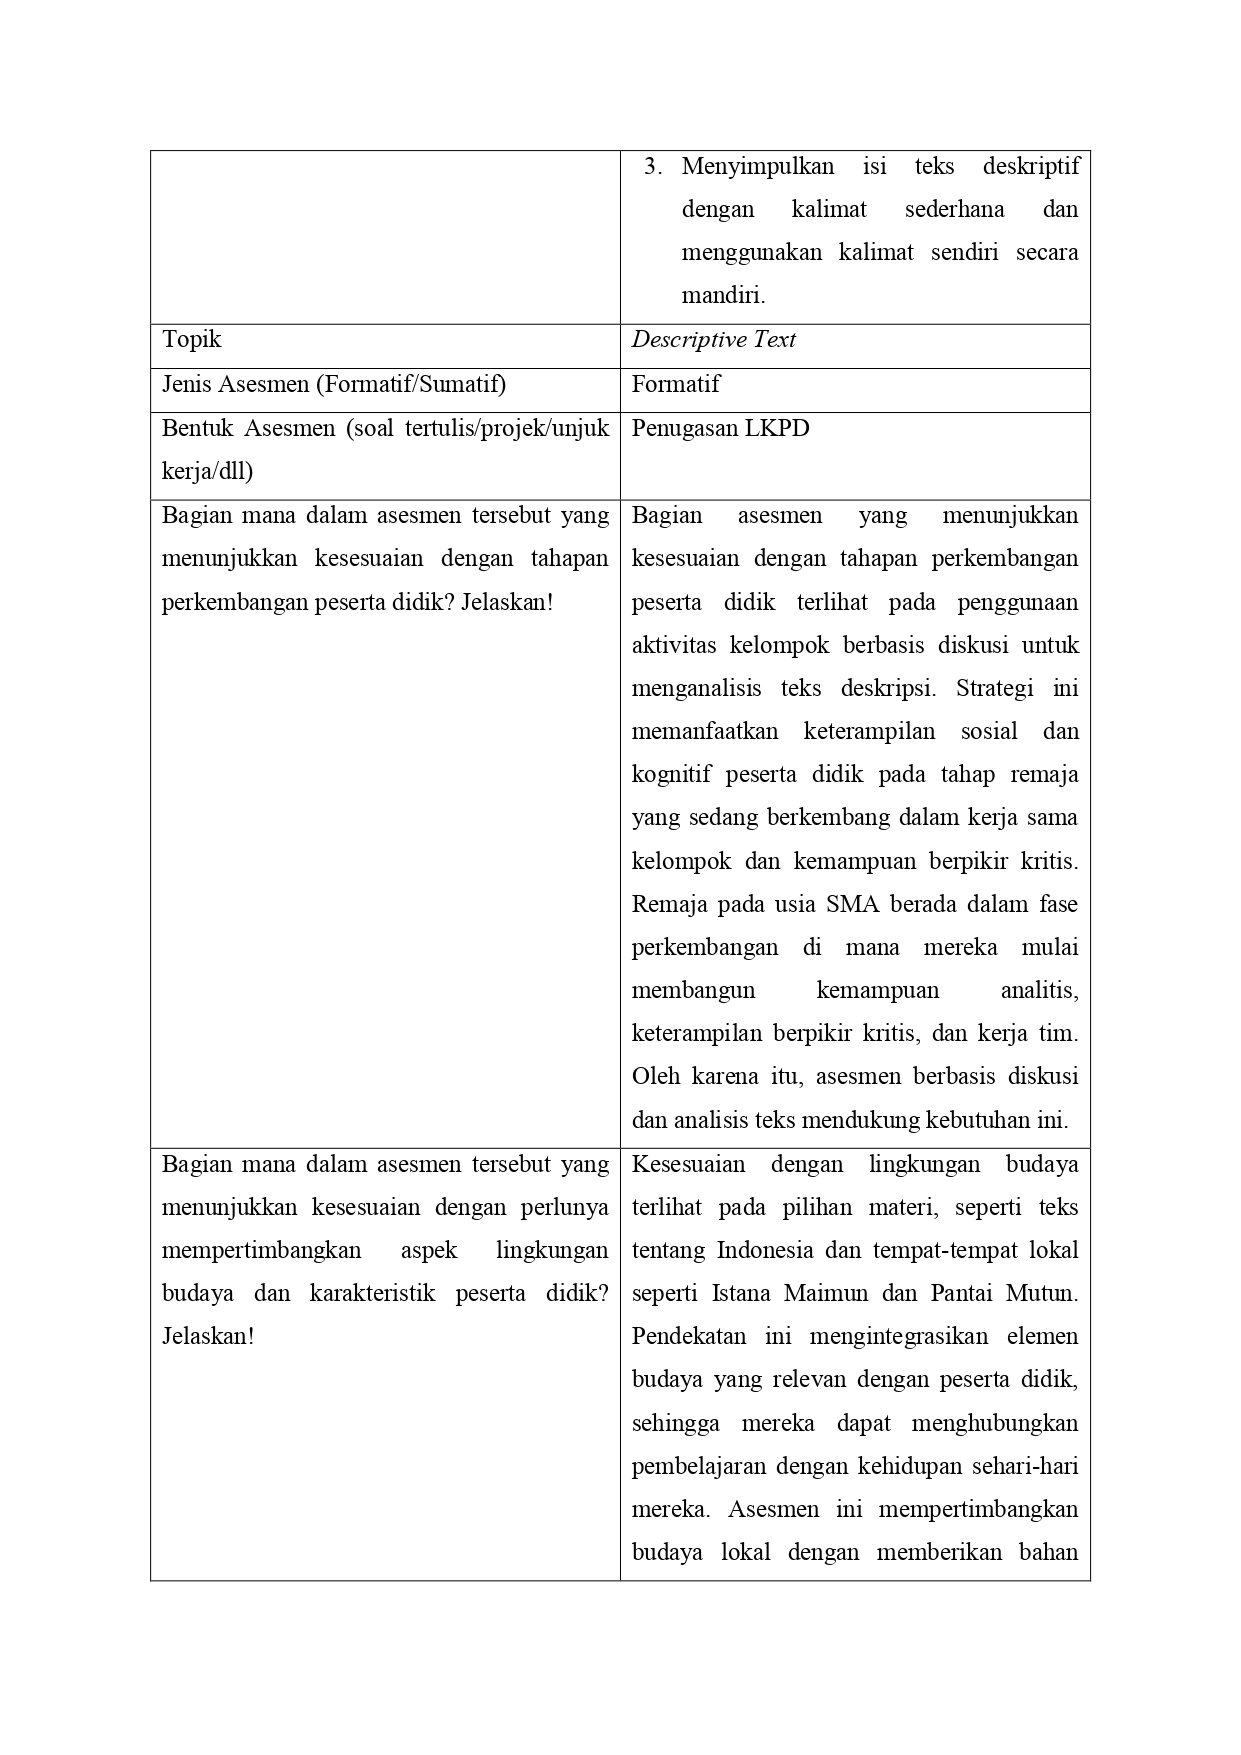 3. Menyimpulkan isi teks deskriptif
dengan kalimat sederhana dan
menggunakan kalimat sendiri secara
mandiri.
Topik
Descriptive Text
Jenis Asesmen (Formatif/Sumatif)
Formatif
Bentuk Asesmen (soal tertulis/projek/unjuk
kerja/dll)
Penugasan LKPD
Bagian mana dalam asesmen tersebut yang
menunjukkan kesesuaian dengan tahapan
perkembangan peserta didik? Jelaskan!
Bagian asesmen yang menunjukkan
kesesuaian dengan tahapan perkembangan
peserta didik terlihat pada penggunaan
aktivitas kelompok berbasis diskusi untuk
menganalisis teks deskripsi. Strategi ini
memanfaatkan keterampilan sosial dan
kognitif peserta didik pada tahap remaja
yang sedang berkembang dalam kerja sama
kelompok dan kemampuan berpikir kritis.
Remaja pada usia SMA berada dalam fase
perkembangan di mana mereka mulai
membangun kemampuan analitis,
keterampilan berpikir kritis, dan kerja tim.
Oleh karena itu, asesmen berbasis diskusi
dan analisis teks mendukung kebutuhan ini.
Bagian mana dalam asesmen tersebut yang
menunjukkan kesesuaian dengan perlunya
mempertimbangkan aspek lingkungan
budaya dan karakteristik peserta didik?
Jelaskan!
Kesesuaian dengan lingkungan budaya
terlihat pada pilihan materi, seperti teks
tentang Indonesia dan tempat-tempat lokal
seperti Istana Maimun dan Pantai Mutun.
Pendekatan ini mengintegrasikan elemen
budaya yang relevan dengan peserta didik,
sehingga mereka dapat menghubungkan
pembelajaran dengan kehidupan sehari-hari
mereka. Asesmen ini mempertimbangkan
budaya lokal dengan memberikan bahan